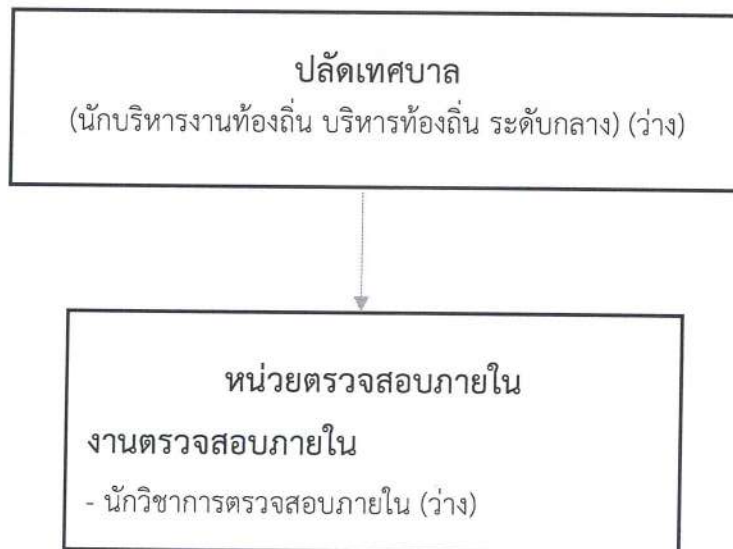 ปลัดเทศบาล
(นักบริหารงานท้องถิ่น บริหารท้องถิ่น ระดับกลาง) (ว่าง)
หน่วยตรวจสอบภายใน
งานตรวจสอบภายใน
- นักวิชาการตรวจสอบภายใน (ว่าง)